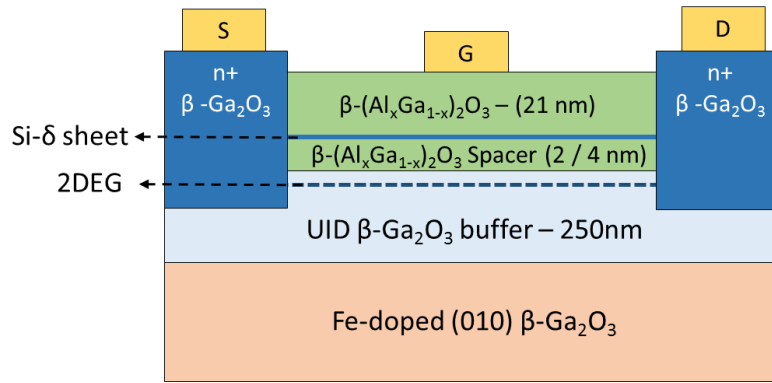 S
G
D
n+
β -Ga₂O₃
n+
β -Ga₂O₃
β-(AlₓGa₁₋ₓ)₂O₃ – (21 nm)
Si-δ sheet
β-(AlₓGa₁₋ₓ)₂O₃ Spacer (2 / 4 nm)
2DEG
UID β-Ga₂O₃ buffer – 250nm
Fe-doped (010) β-Ga₂O₃